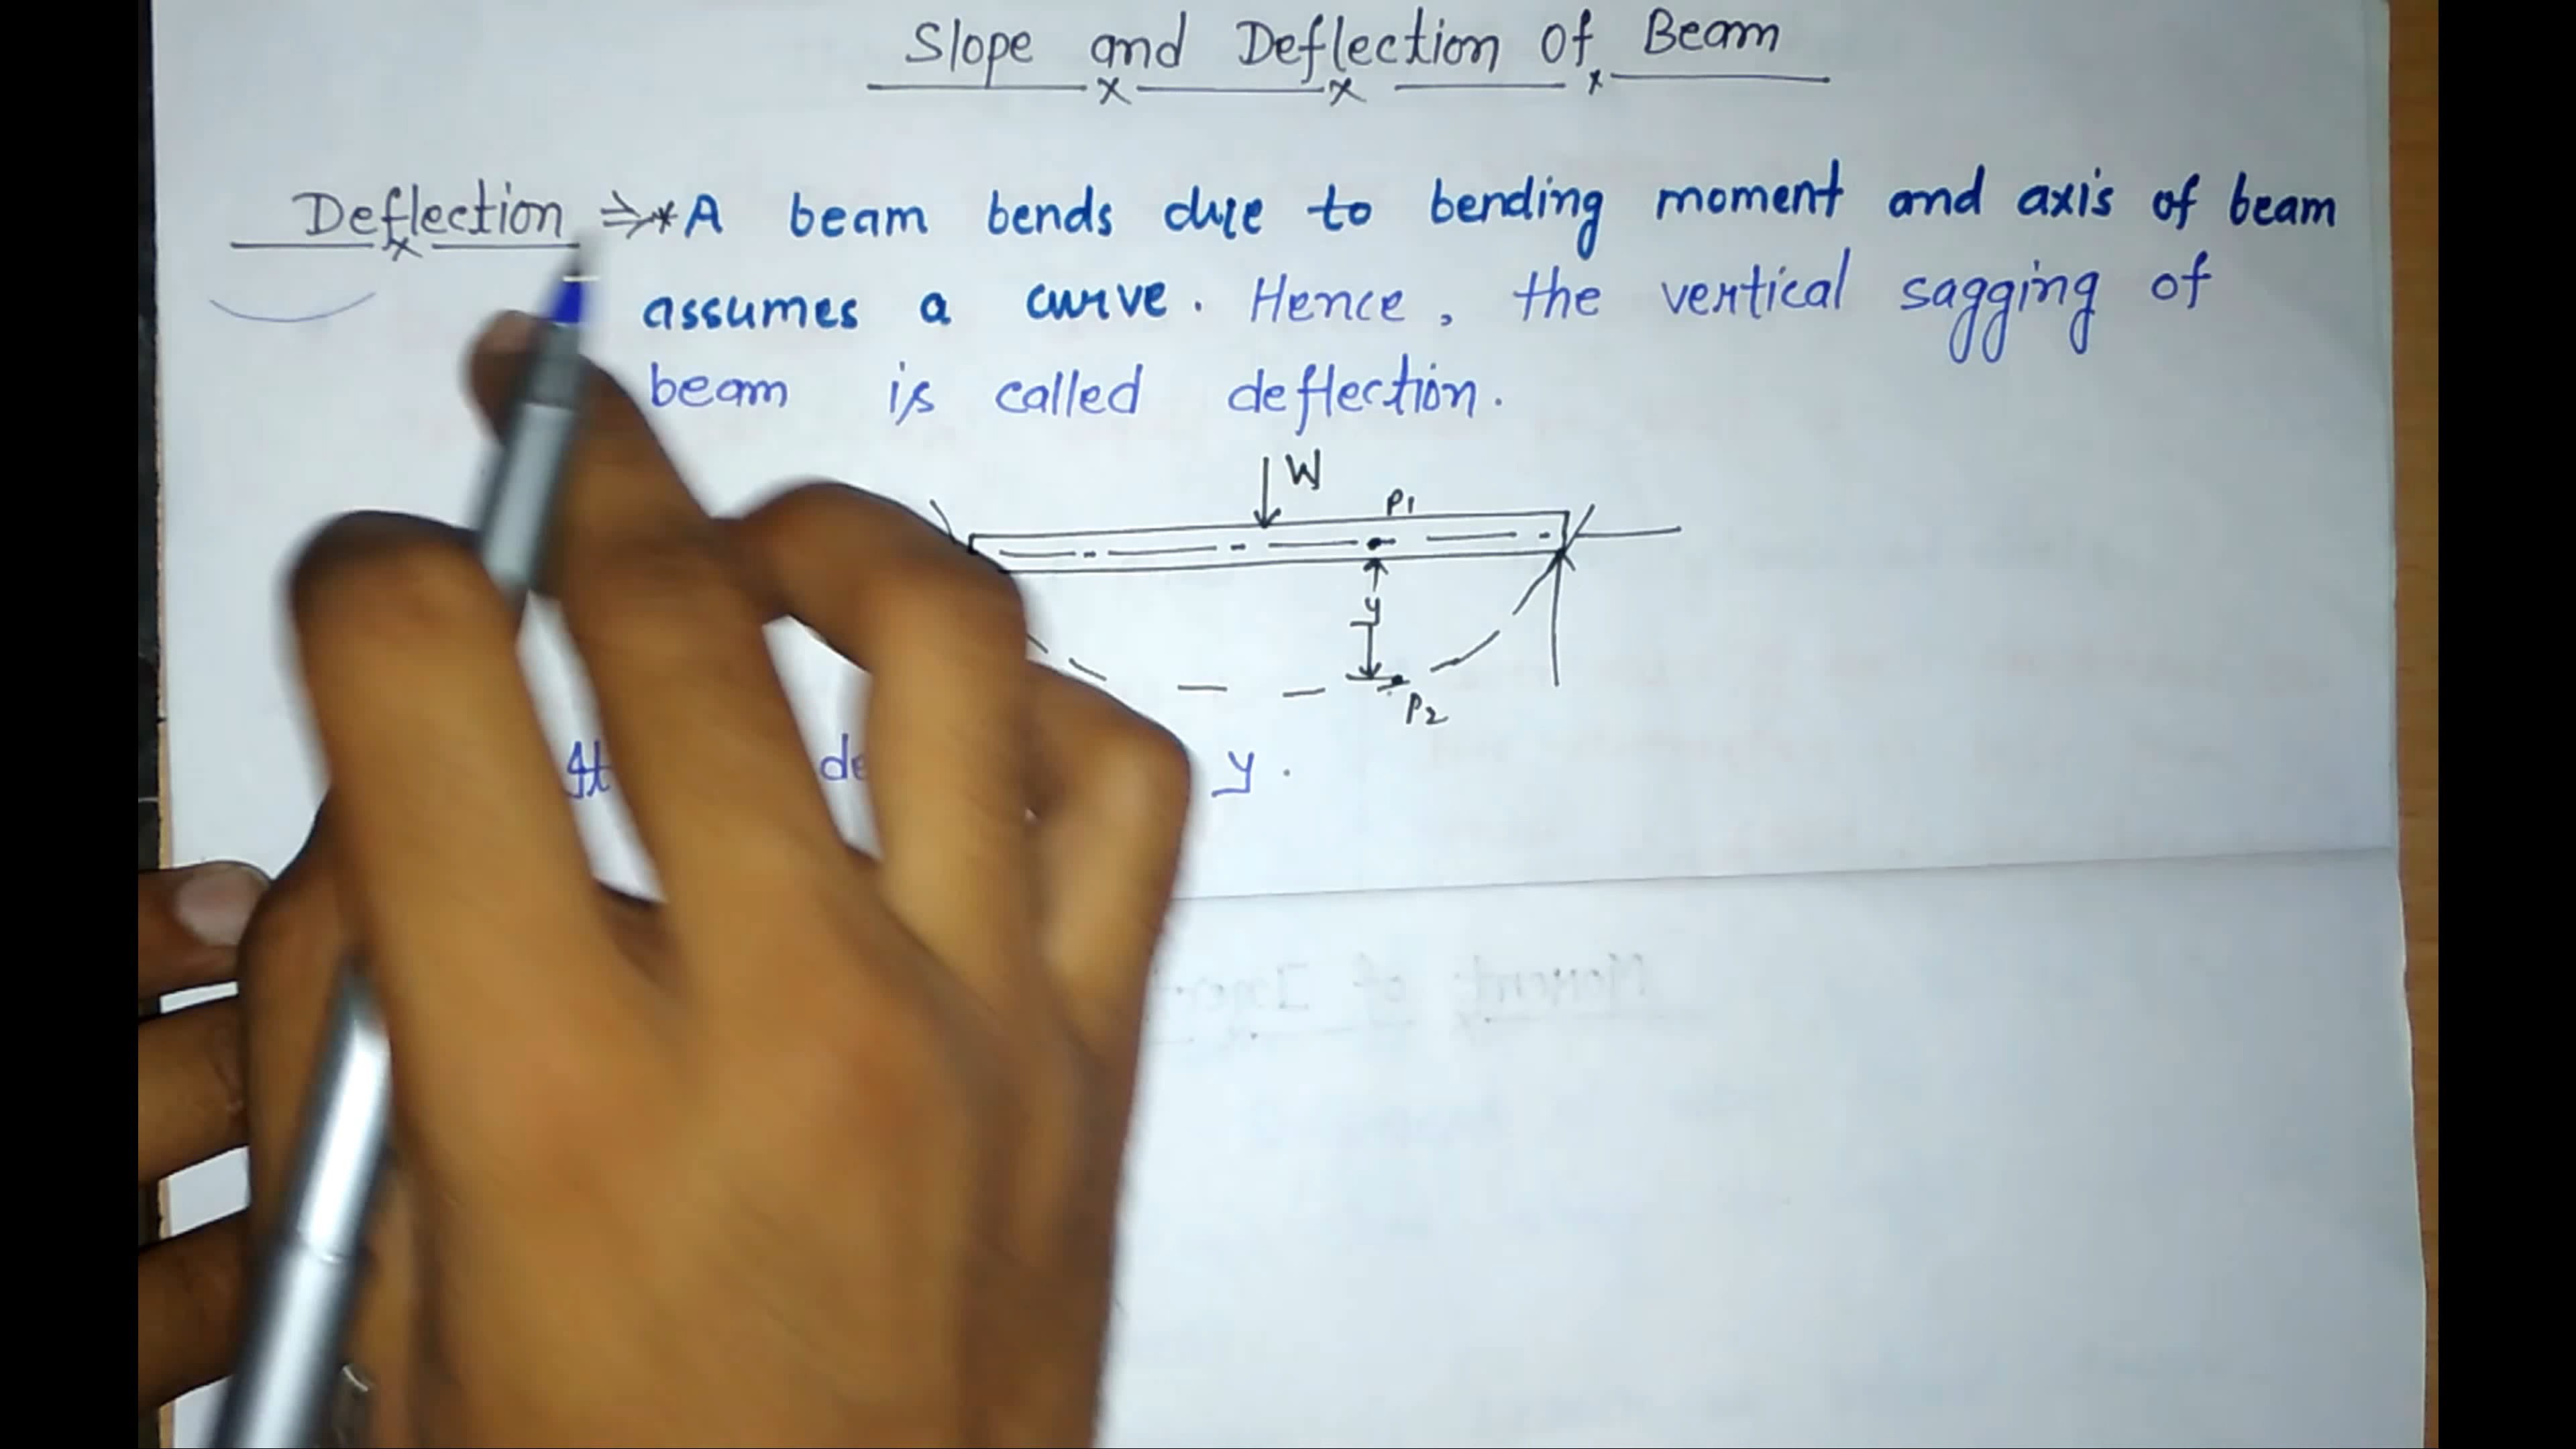 Slope and Deflection of Beam
Deflection ⇒ * A beam bends due to bending moment and axis of beam
assumes a curve. Hence, the vertical sagging of
beam is called deflection.
W
P1
y
P2
It y.